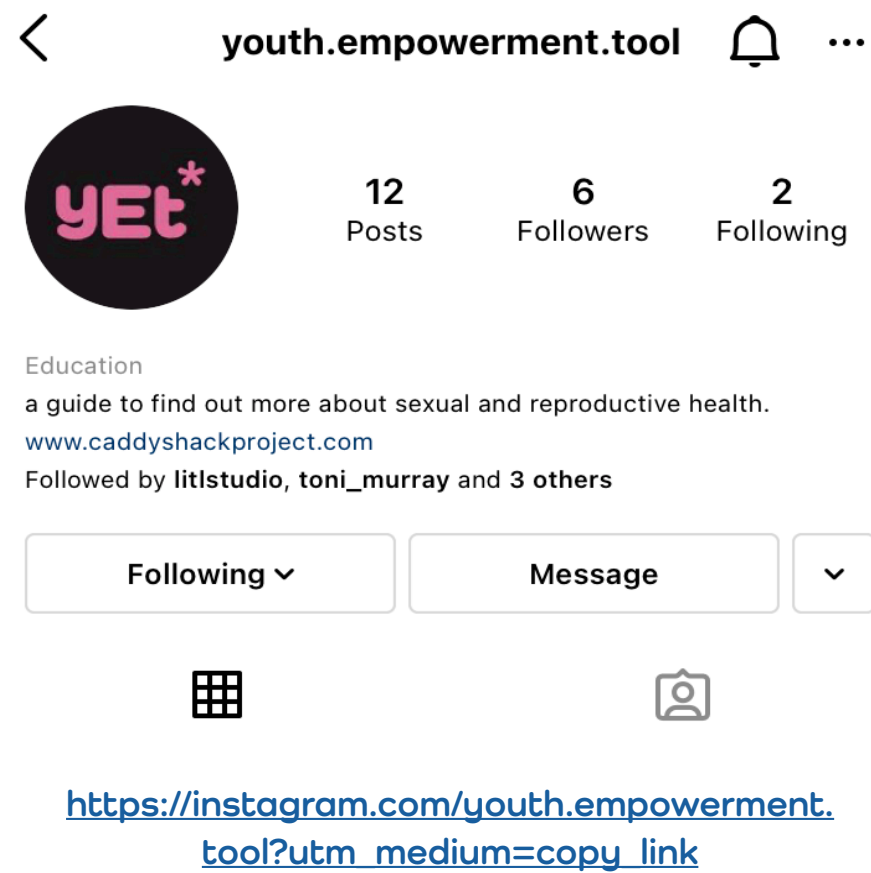 youth.empowerment.tool
yEt*
12 6 2
Posts Followers Following
Education
a guide to find out more about sexual and reproductive health.
www.caddyshackproject.com
Followed by litlstudio, toni_murray and 3 others
Following Message
https://instagram.com/youth.empowerment.
tool?utm_medium=copy_link